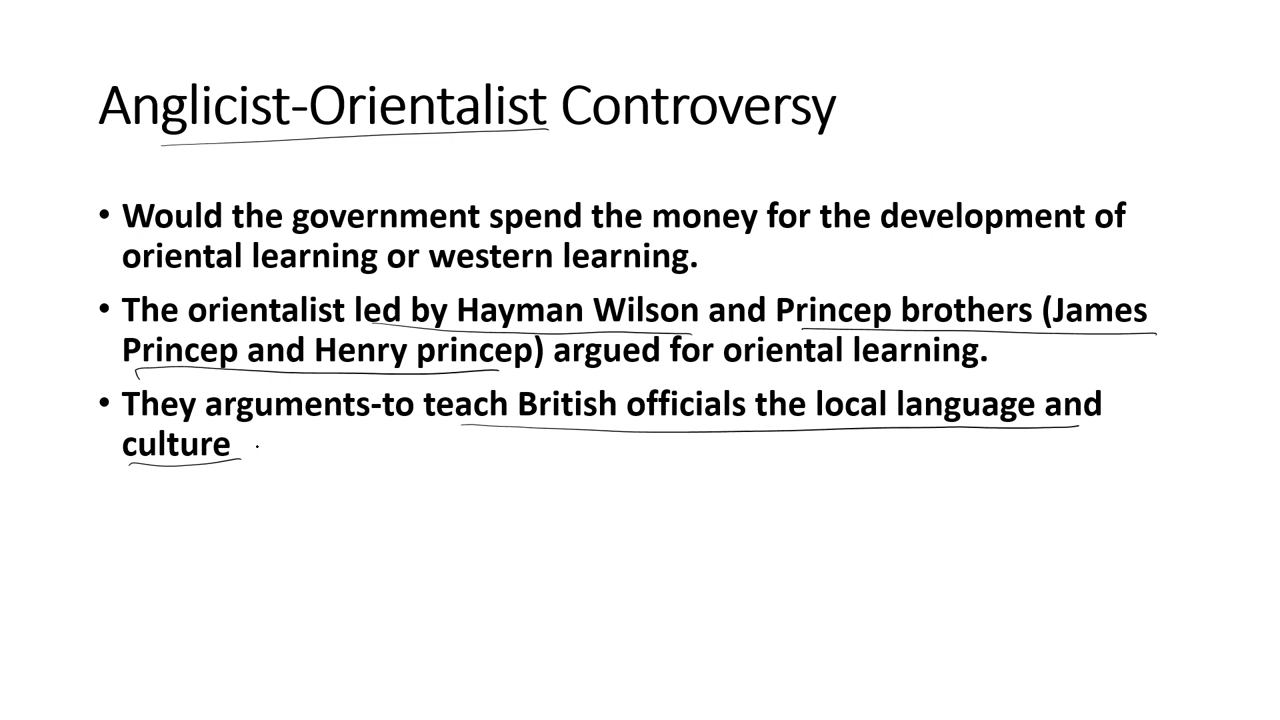 Anglicist-Orientalist Controversy
• Would the government spend the money for the development of
oriental learning or western learning.
• The orientalist led by Hayman Wilson and Princep brothers (James
Princep and Henry princep) argued for oriental learning.
• They arguments-to teach British officials the local language and
culture